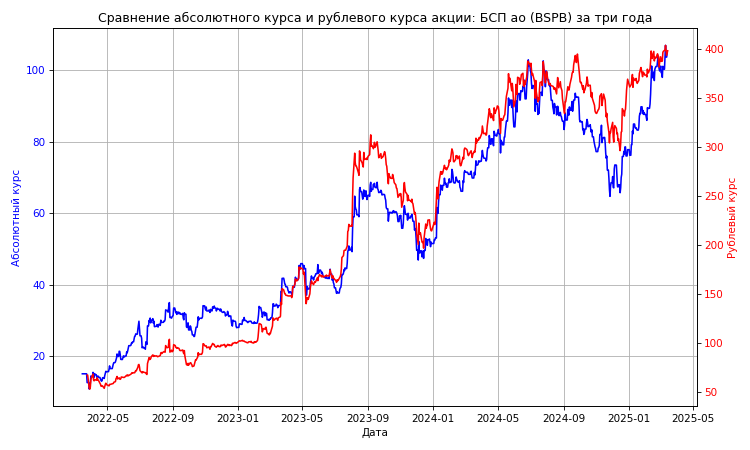 Сравнение абсолютного курса и рублевого курса акции: БСП ао (BSPB) за три года
Абсолютный курс
100
80
60
40
20
400
350
300
250
200
150
100
50
Рублевый курс
2022-05 2022-09 2023-01 2023-05 2023-09 2024-01 2024-05 2024-09 2025-01 2025-05
Дата